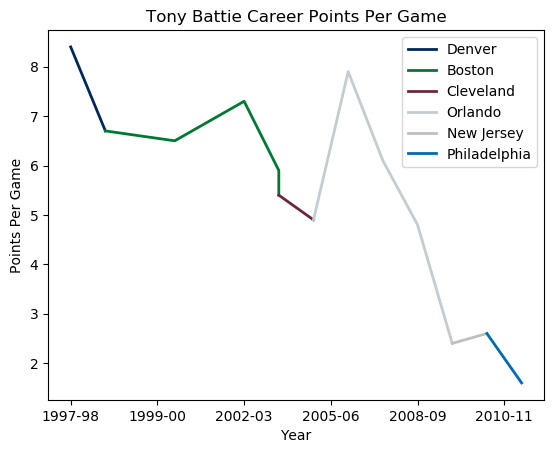 Tony Battie Career Points Per Game
Denver
Boston
Cleveland
Orlando
New Jersey
Philadelphia
Points Per Game
8
7
6
5
4
3
2
1997-98 1999-00 2002-03 2005-06 2008-09 2010-11
Year